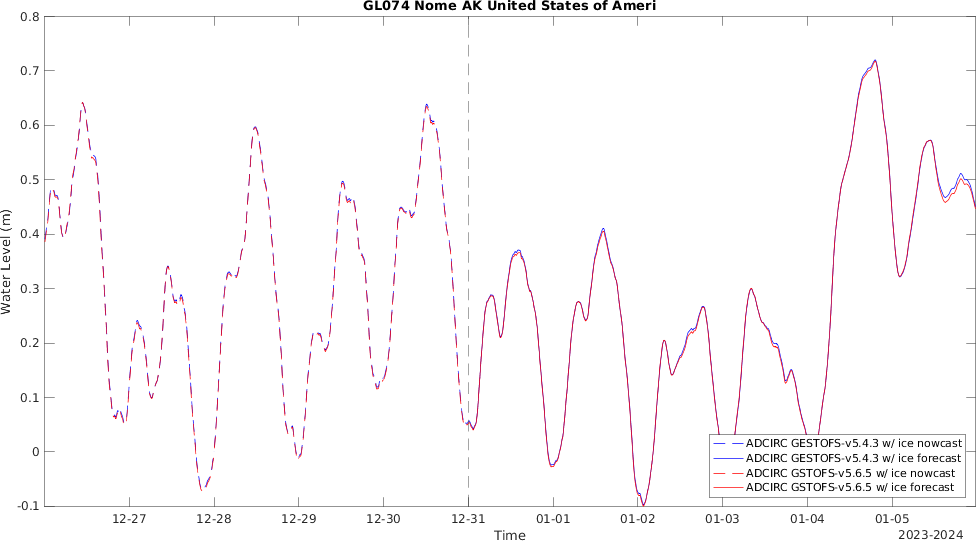 GL074 Nome AK United States of Ameri
0.8
0.7
0.6
0.5
0.4
0.3
0.2
0.1
0
-0.1
Water Level (m)
12-27 12-28 12-29 12-30 12-31 01-01 01-02 01-03 01-04 01-05
Time
2023-2024
ADCIRC GESTOFS-v5.4.3 w/ ice nowcast
ADCIRC GESTOFS-v5.4.3 w/ ice forecast
ADCIRC GSTOFS-v5.6.5 w/ ice nowcast
ADCIRC GSTOFS-v5.6.5 w/ ice forecast